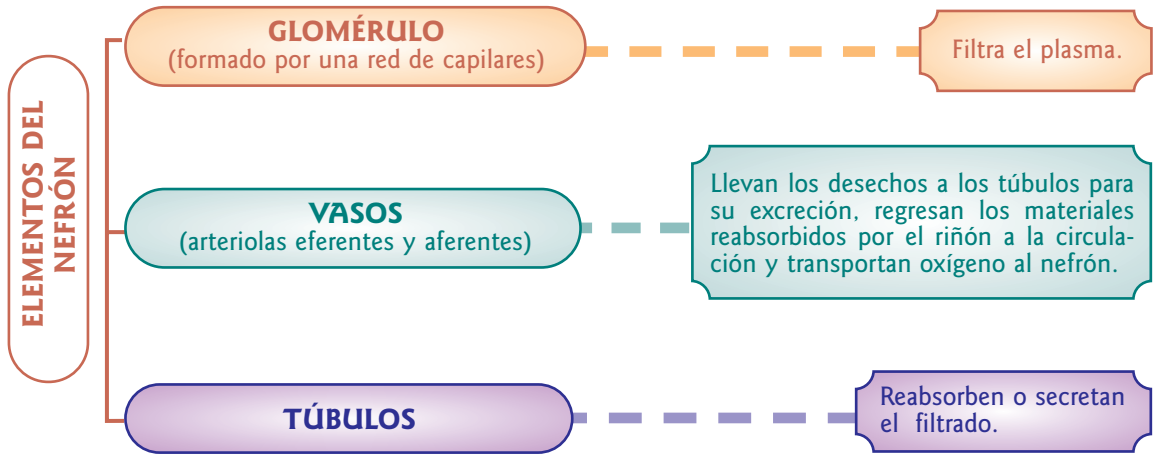 ELEMENTOS DEL
NEFRÓN
GLOMÉRULO
(formado por una red de capilares)
Filtra el plasma.
VASOS
(arteriolas eferentes y aferentes)
Llevan los desechos a los túbulos para
su excreción, regresan los materiales
reabsorbidos por el riñón a la circula-
ción y transportan oxígeno al nefrón.
TÚBULOS
Reabsorben o secretan
el filtrado.